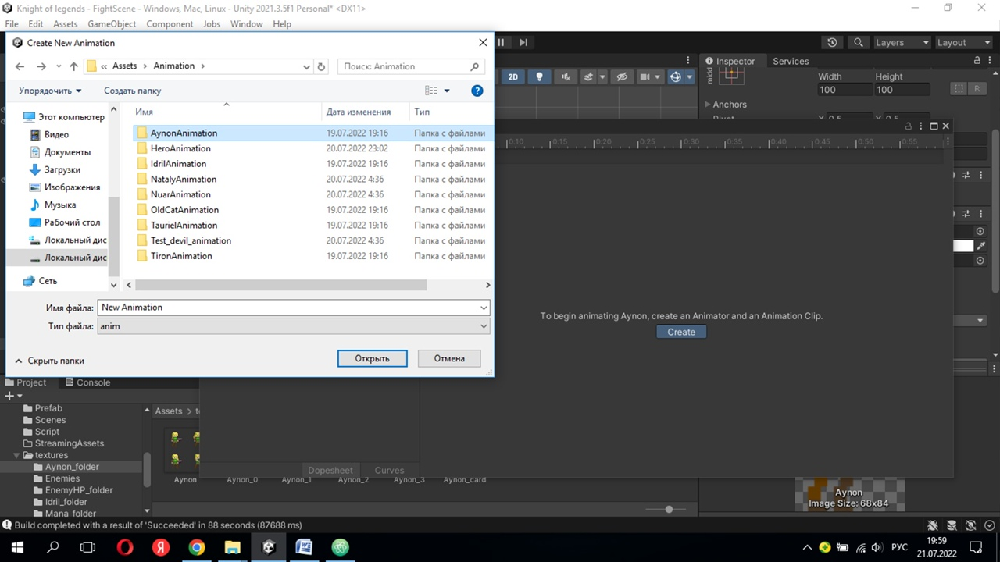 Knight of legends - FightScene - Windows, Mac, Linux - Unity 2021.3.5f1 Personal* <DX11>
File Edit Assets GameObject Component Jobs Window Help
Create New Animation
Layers Layout
« Assets > Animation >
Поиск: Animation
Упорядочить Создать папку
2D
Inspector Services
Width Height
100 100
Anchors
Имя Дата изменения Тип
Этот компьютер
Видео
Документы
Загрузки
Изображения
Музыка
Рабочий стол
Локальный дис
Локальный дис
Сеть
AynonAnimation 19.07.2022 19:16 Папка с файлами
HeroAnimation 20.07.2022 23:02 Папка с файлами
IdrilAnimation 19.07.2022 19:16 Папка с файлами
NatalyAnimation 20.07.2022 4:36 Папка с файлами
NuarAnimation 20.07.2022 4:36 Папка с файлами
OldCatAnimation 19.07.2022 19:16 Папка с файлами
TaurielAnimation 19.07.2022 19:16 Папка с файлами
Test_devil_animation 20.07.2022 4:36 Папка с файлами
TironAnimation 19.07.2022 19:16 Папка с файлами
0:10 0:15 0:20 0:25 0:30 0:35 0:40 0:45 0:50 0:55
Имя файла: New Animation
Тип файла: anim
Скрыть папки Открыть Отмена
To begin animating Aynon, create an Animator and an Animation Clip.
Create
Project Console
Prefab
Scenes
Script
StreamingAssets
textures
Aynon_folder
Enemies
EnemyHP_folder
Idril_folder
Mana_folder
Assets >
Dopesheet Curves
Aynon Aynon_0 Aynon_1 Aynon_2 Aynon_3 Aynon_card
Aynon
Image Size: 68x84
Build completed with a result of 'Succeeded' in 88 seconds (87688 ms)
РУС
19:59
21.07.2022